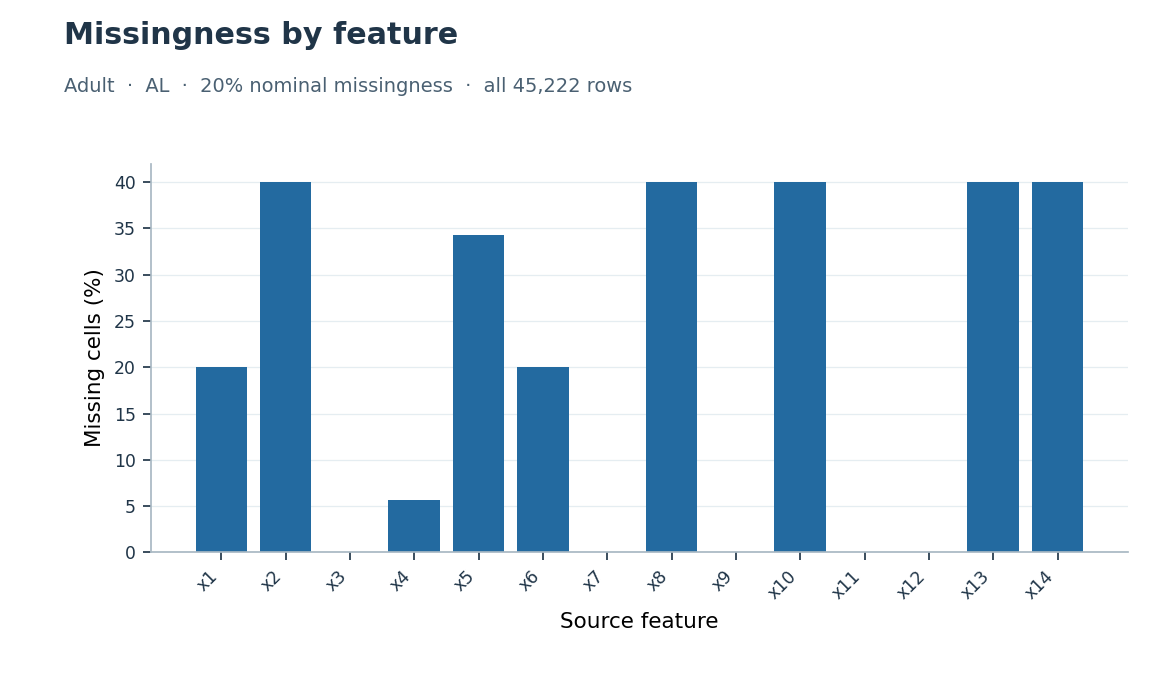 Missingness by feature
Adult · AL · 20% nominal missingness · all 45,222 rows
40
35
30
25
20
15
10
5
0
Missing cells (%)
x1 x2 x3 x4 x5 x6 x7 x8 x9 x10 x11 x12 x13 x14
Source feature